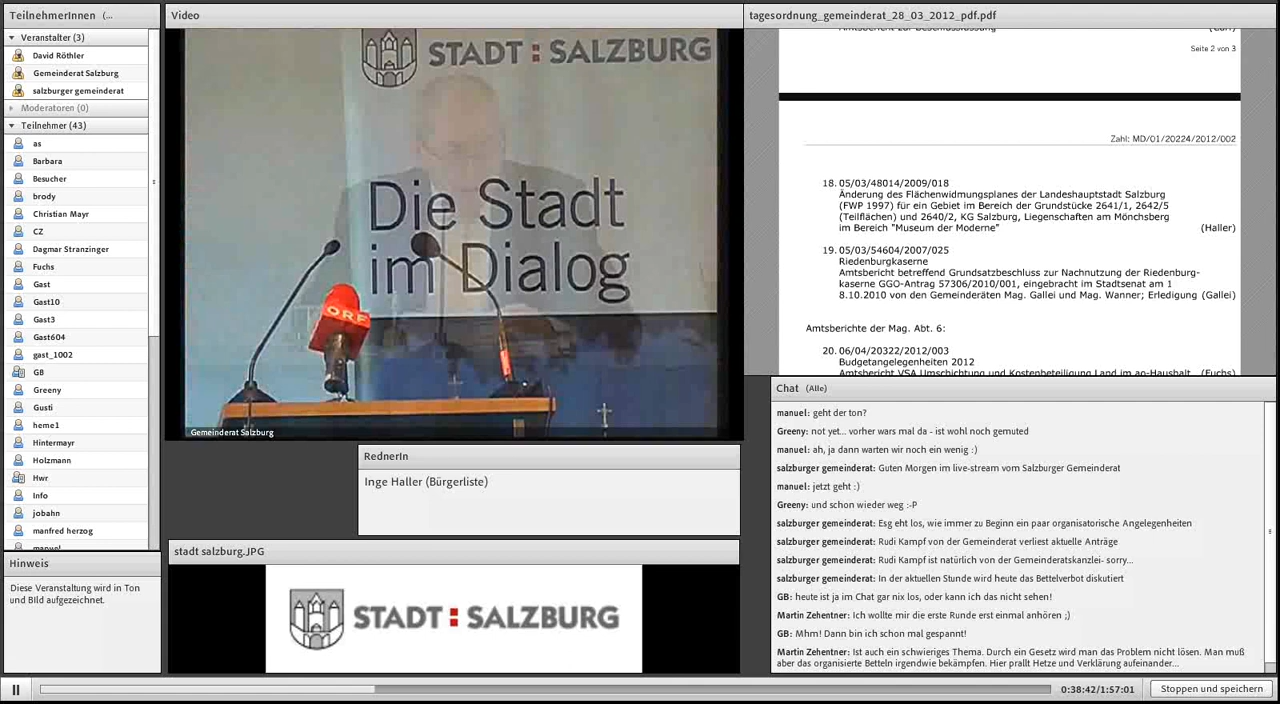 TeilnehmerInnen (...
Veranstalter (3)
David Röthler
Gemeinderat Salzburg
salzburger gemeinderat
Moderatoren (0)
Teilnehmer (43)
as
Barbara
Besucher
brody
Christian Mayr
CZ
Dagmar Stranzinger
Fuchs
Gast
Gast10
Gast3
Gast604
gast_1002
GB
Greeny
Gusti
heme1
Hintermayr
Holzmann
Hwr
Info
jobahn
manfred herzog
manuel
Hinweis
Diese Veranstaltung wird in Ton
und BIld aufgezeichnet.
Video
STADT : SALZBURG
Die Stadt
im Dialog
ORF
Gemeinderat Salzburg
RednerIn
Inge Haller (Bürgerliste)
stadt salzburg.JPG
STADT : SALZBURG
tagesordnung_gemeinderat_28_03_2012_pdf.pdf
Amtsbericht zur Beschlussfassung (Carl)
Seite 2 von 3
Zahl: MD/01/20224/2012/002
18. 05/03/48014/2009/018
Änderung des Flächenwidmungsplanes der Landeshauptstadt Salzburg
(FWP 1997) für ein Gebiet im Bereich der Grundstücke 2641/1, 2642/5
(Teilflächen) und 2640/2, KG Salzburg, Liegenschaften am Mönchsberg
im Bereich "Museum der Moderne" (Haller)
19. 05/03/54604/2007/025
Riedenburgkaserne
Amtsbericht betreffend Grundsatzbeschluss zur Nachnutzung der Riedenburg-
kaserne GGO-Antrag 57306/2010/001, eingebracht im Stadtsenat am 1
8.10.2010 von den Gemeinderäten Mag. Gallei und Mag. Wanner; Erledigung (Gallei)
Amtsberichte der Mag. Abt. 6:
20. 06/04/20322/2012/003
Budgetangelegenheiten 2012
Amtsbericht VSA Umschichtung und Kostenbeteiligung Land im ao-Haushalt (Fuchs)
Chat (Alle)
manuel: geht der ton?
Greeny: not yet... vorher wars mal da - ist wohl noch gemuted
manuel: ah, ja dann warten wir noch ein wenig :)
salzburger gemeinderat: Guten Morgen im live-stream vom Salzburger Gemeinderat
manuel: jetzt geht :)
Greeny: und schon wieder weg :-P
salzburger gemeinderat: Esg eht los, wie immer zu Beginn ein paar organisatorische Angelegenheiten
salzburger gemeinderat: Rudi Kampf von der Gemeinderat verliest aktuelle Anträge
salzburger gemeinderat: Rudi Kampf ist natürlich von der Gemeinderatskanzlei- sorry...
salzburger gemeinderat: In der aktuellen Stunde wird heute das Bettelverbot diskutiert
GB: heute ist ja im Chat gar nix los, oder kann ich das nicht sehen!
Martin Zehentner: Ich wollte mir die erste Runde erst einmal anhören ;)
GB: Mhm! Dann bin ich schon mal gespannt!
Martin Zehentner: Ist auch ein schwieriges Thema. Durch ein Gesetz wird man das Problem nicht lösen. Man muß
aber das organisierte Betteln irgendwie bekämpfen. Hier prallt Hetze und Verklärung aufeinander...
0:38:42/1:57:01
Stoppen und speichern